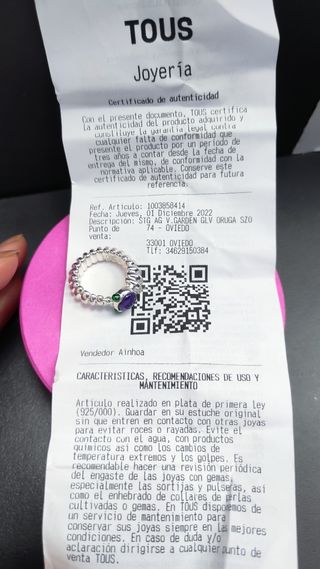 TOUS
Joyería
Certificado de autenticidad
Con el presente documento, TOUS certifica
la autenticidad del producto adquirido y
constituye la garantía legal contra
cualquier falta de conformidad que
presente el producto por un periodo de
tres años a contar desde la fecha de
entrega del mismo, de conformidad con la
normativa aplicable. Conserve este
certificado de autenticidad para futura
referencia.
Ref. Artículo: 1003858414
Fecha: Jueves, 01 Diciembre 2022
Descripción: STG AG V.GARDEN GLV ORUGA SZO
Punto de 74 - OVIEDO
venta:
33001 OVIEDO
Tlf: 34629150384
Vendedor Ainhoa
CARACTERISTICAS, RECOMENDACIONES DE USO Y
MANTENIMIENTO
Artículo realizado en plata de primera ley
(925/000). Guardar en su estuche original
sin que entren en contacto con otras joyas
para evitar roces o rayadas. Evite el
contacto con el agua, con productos
químicos así como los cambios de
temperatura extremos y los golpes. Es
recomendable hacer una revisión periódica
del engaste de las joyas con gemas,
especialmente las sortijas y pulseras, así
como el enhebrado de collares de perlas
cultivadas o gemas. En TOUS disponemos de
un servicio de mantenimiento para
conservar sus joyas siempre en las mejores
condiciones. En caso de duda y/o
aclaración dirigirse a cualquier punto de
venta TOUS.